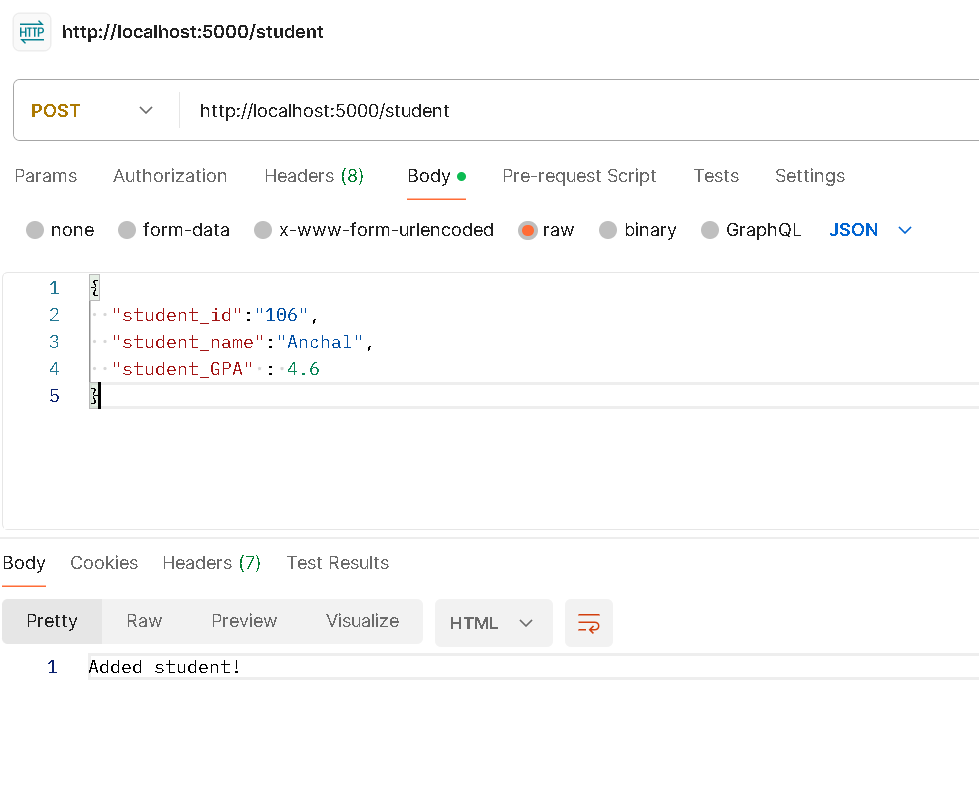 HTTP http://localhost:5000/student
POST http://localhost:5000/student
Params Authorization Headers (8) Body Pre-request Script Tests Settings
none form-data x-www-form-urlencoded raw binary GraphQL JSON
1 {
2 "student_id":"106",
3 "student_name":"Anchal",
4 "student_GPA" : 4.6
5 }
Body Cookies Headers (7) Test Results
Pretty Raw Preview Visualize HTML
1 Added student!